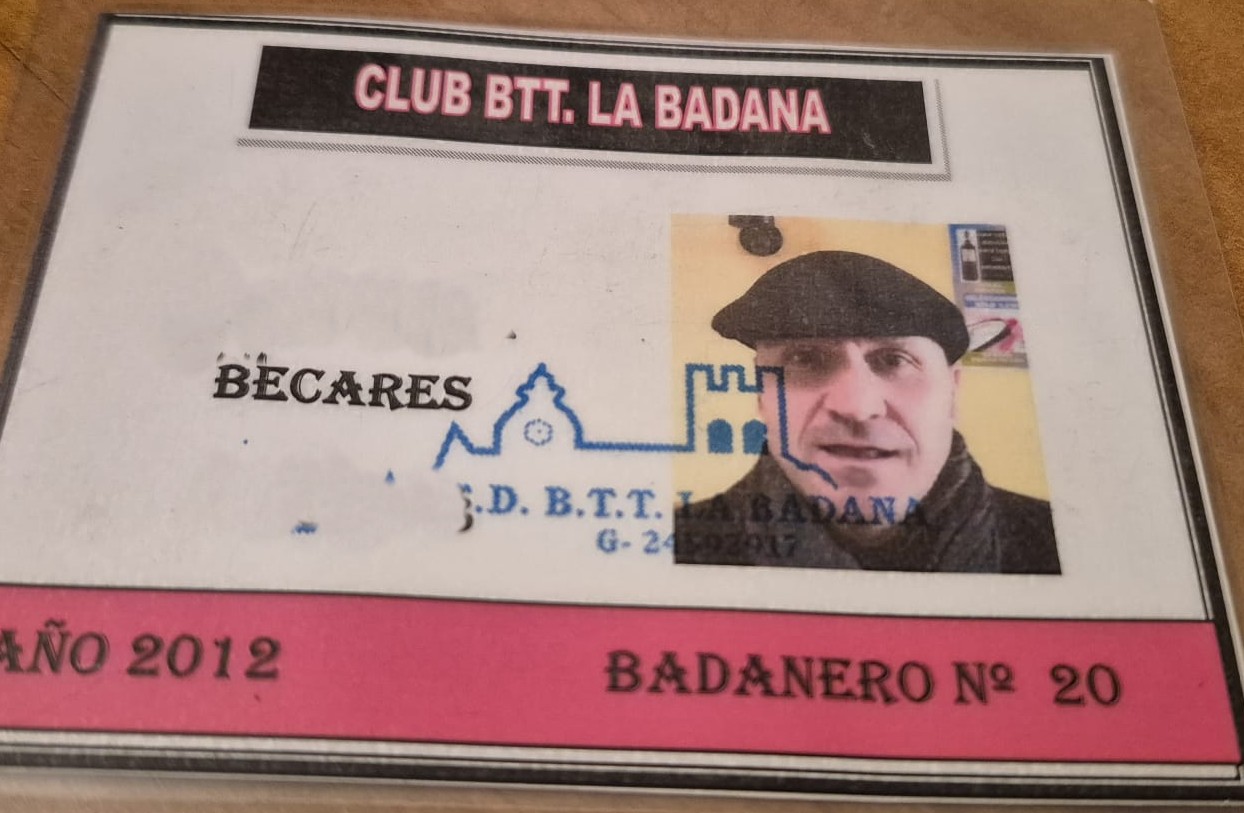 CLUB BTT. LA BADANA
BECARES
.D. B.T.T. LA BADANA
AÑO 2012
BADANERO Nº 20